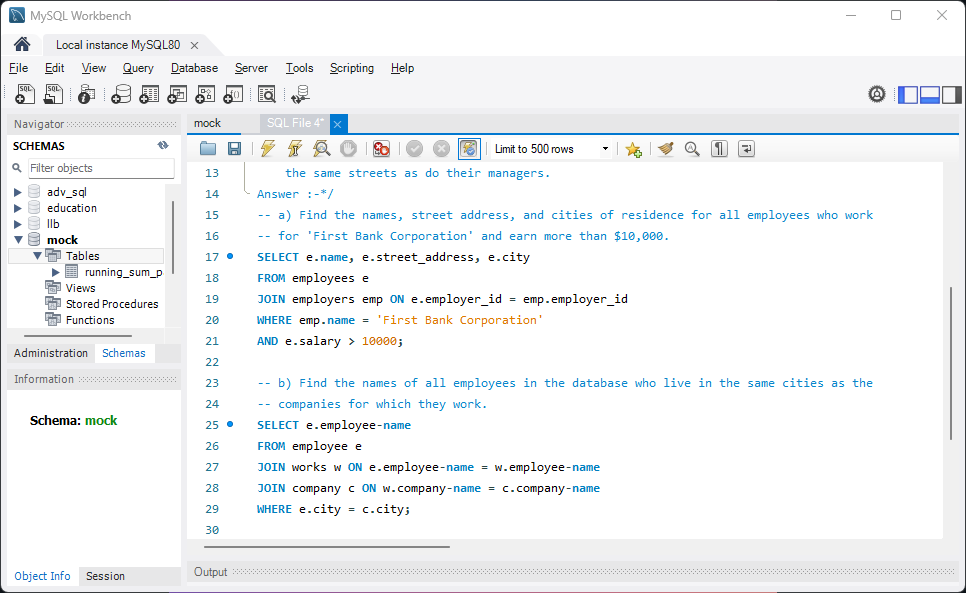 MySQL Workbench
Local instance MySQL80
File Edit View Query Database Server Tools Scripting Help
Navigator
SCHEMAS
Filter objects
adv_sql
education
llb
mock
Tables
running_sum_p
Views
Stored Procedures
Functions
Administration Schemas
Information
Schema: mock
Object Info Session
mock SQL File 4*
Limit to 500 rows
13 the same streets as do their managers.
14 Answer :-*/
15 -- a) Find the names, street address, and cities of residence for all employees who work
16 -- for 'First Bank Corporation' and earn more than $10,000.
17 SELECT e.name, e.street_address, e.city
18 FROM employees e
19 JOIN employers emp ON e.employer_id = emp.employer_id
20 WHERE emp.name = 'First Bank Corporation'
21 AND e.salary > 10000;
22
23 -- b) Find the names of all employees in the database who live in the same cities as the
24 -- companies for which they work.
25 SELECT e.employee-name
26 FROM employee e
27 JOIN works w ON e.employee-name = w.employee-name
28 JOIN company c ON w.company-name = c.company-name
29 WHERE e.city = c.city;
30
Output